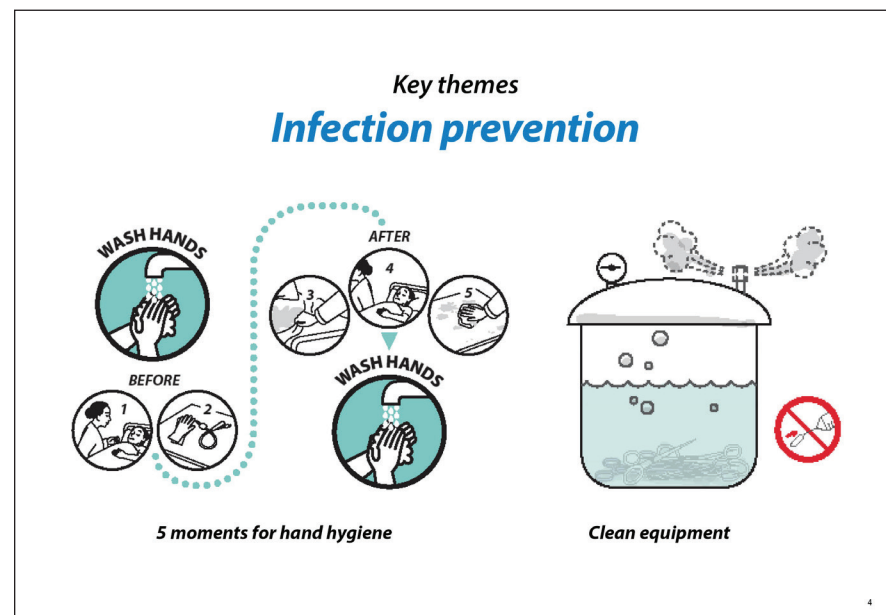 Key themes
Infection prevention
WASH HANDS
BEFORE
1
2
AFTER
3
4
5
WASH HANDS
5 moments for hand hygiene
Clean equipment
4